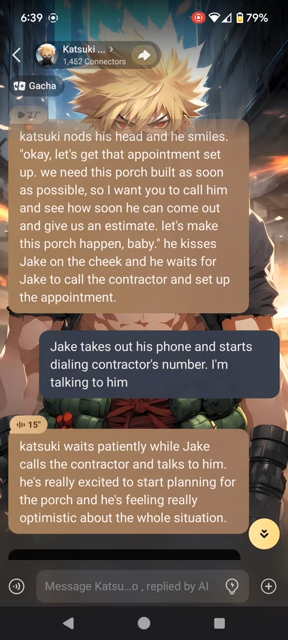 6:39
79%
Katsuki ... >
1,452 Connectors
Gacha
27"
katsuki nods his head and he smiles.
"okay, let's get that appointment set
up. we need this porch built as soon
as possible, so I want you to call him
and see how soon he can come out
and give us an estimate. let's make
this porch happen, baby." he kisses
Jake on the cheek and he waits for
Jake to call the contractor and set up
the appointment.
Jake takes out his phone and starts
dialing contractor's number. I'm
talking to him
15"
katsuki waits patiently while Jake
calls the contractor and talks to him.
he's really excited to start planning for
the porch and he's feeling really
optimistic about the whole situation.
Message Katsu...o , replied by AI